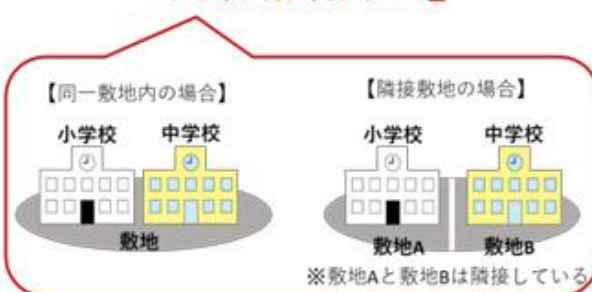 【同一敷地内の場合】
小学校 中学校
敷地
【隣接敷地の場合】
小学校 中学校
敷地A 敷地B
※敷地Aと敷地Bは隣接している